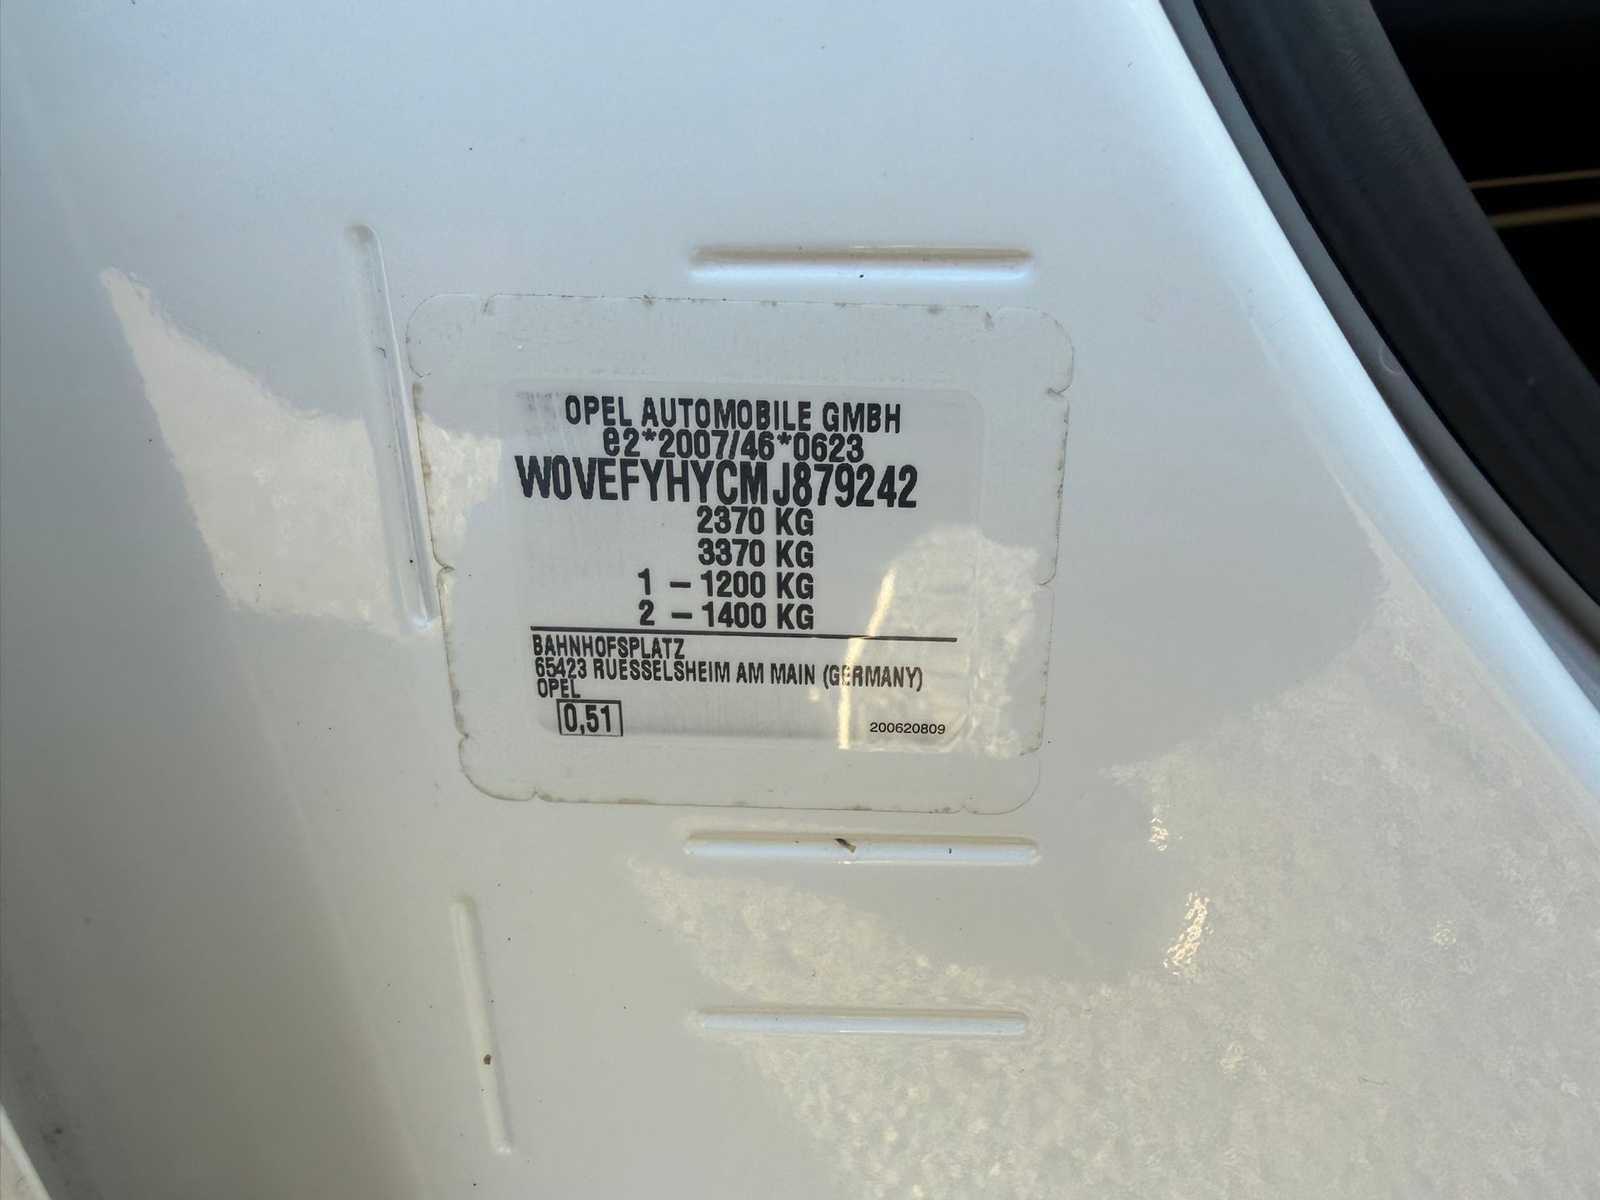 OPEL AUTOMOBILE GMBH
e2*2007/46*0623
W0VEFYHYCMJ879242
2370 KG
3370 KG
1 - 1200 KG
2 - 1400 KG
BAHNHOFSPLATZ
65423 RUESSELSHEIM AM MAIN (GERMANY)
OPEL
0,51
200620809